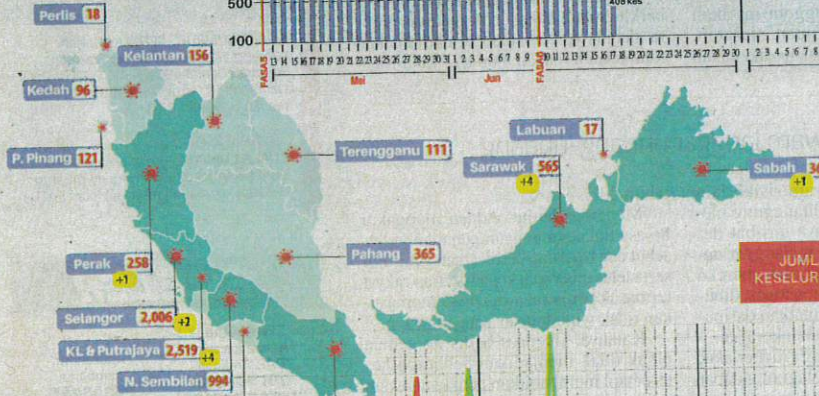 500
408 kes
100
FASA 5
13 14 15 16 17 18 19 20 21 22 23 24 25 26 27 28 29 30 31 1 2 3 4 5 6 7 8 9 10 11 12 13 14 15 16 17 18 19 20 21 22 23 24 25 26 27 28 29 30 1 2 3 4 5 6 7 8
Mei
Jun
Perlis 18
Kelantan 156
Kedah 96
P. Pinang 121
Terengganu 111
Labuan 17
Sarawak 565
+4
Sabah 36
+1
Perak 258
+1
Pahang 365
JUML
KESELUR
Selangor 2,006 +2
KL & Putrajaya 2,519 +4
N. Sembilan 994